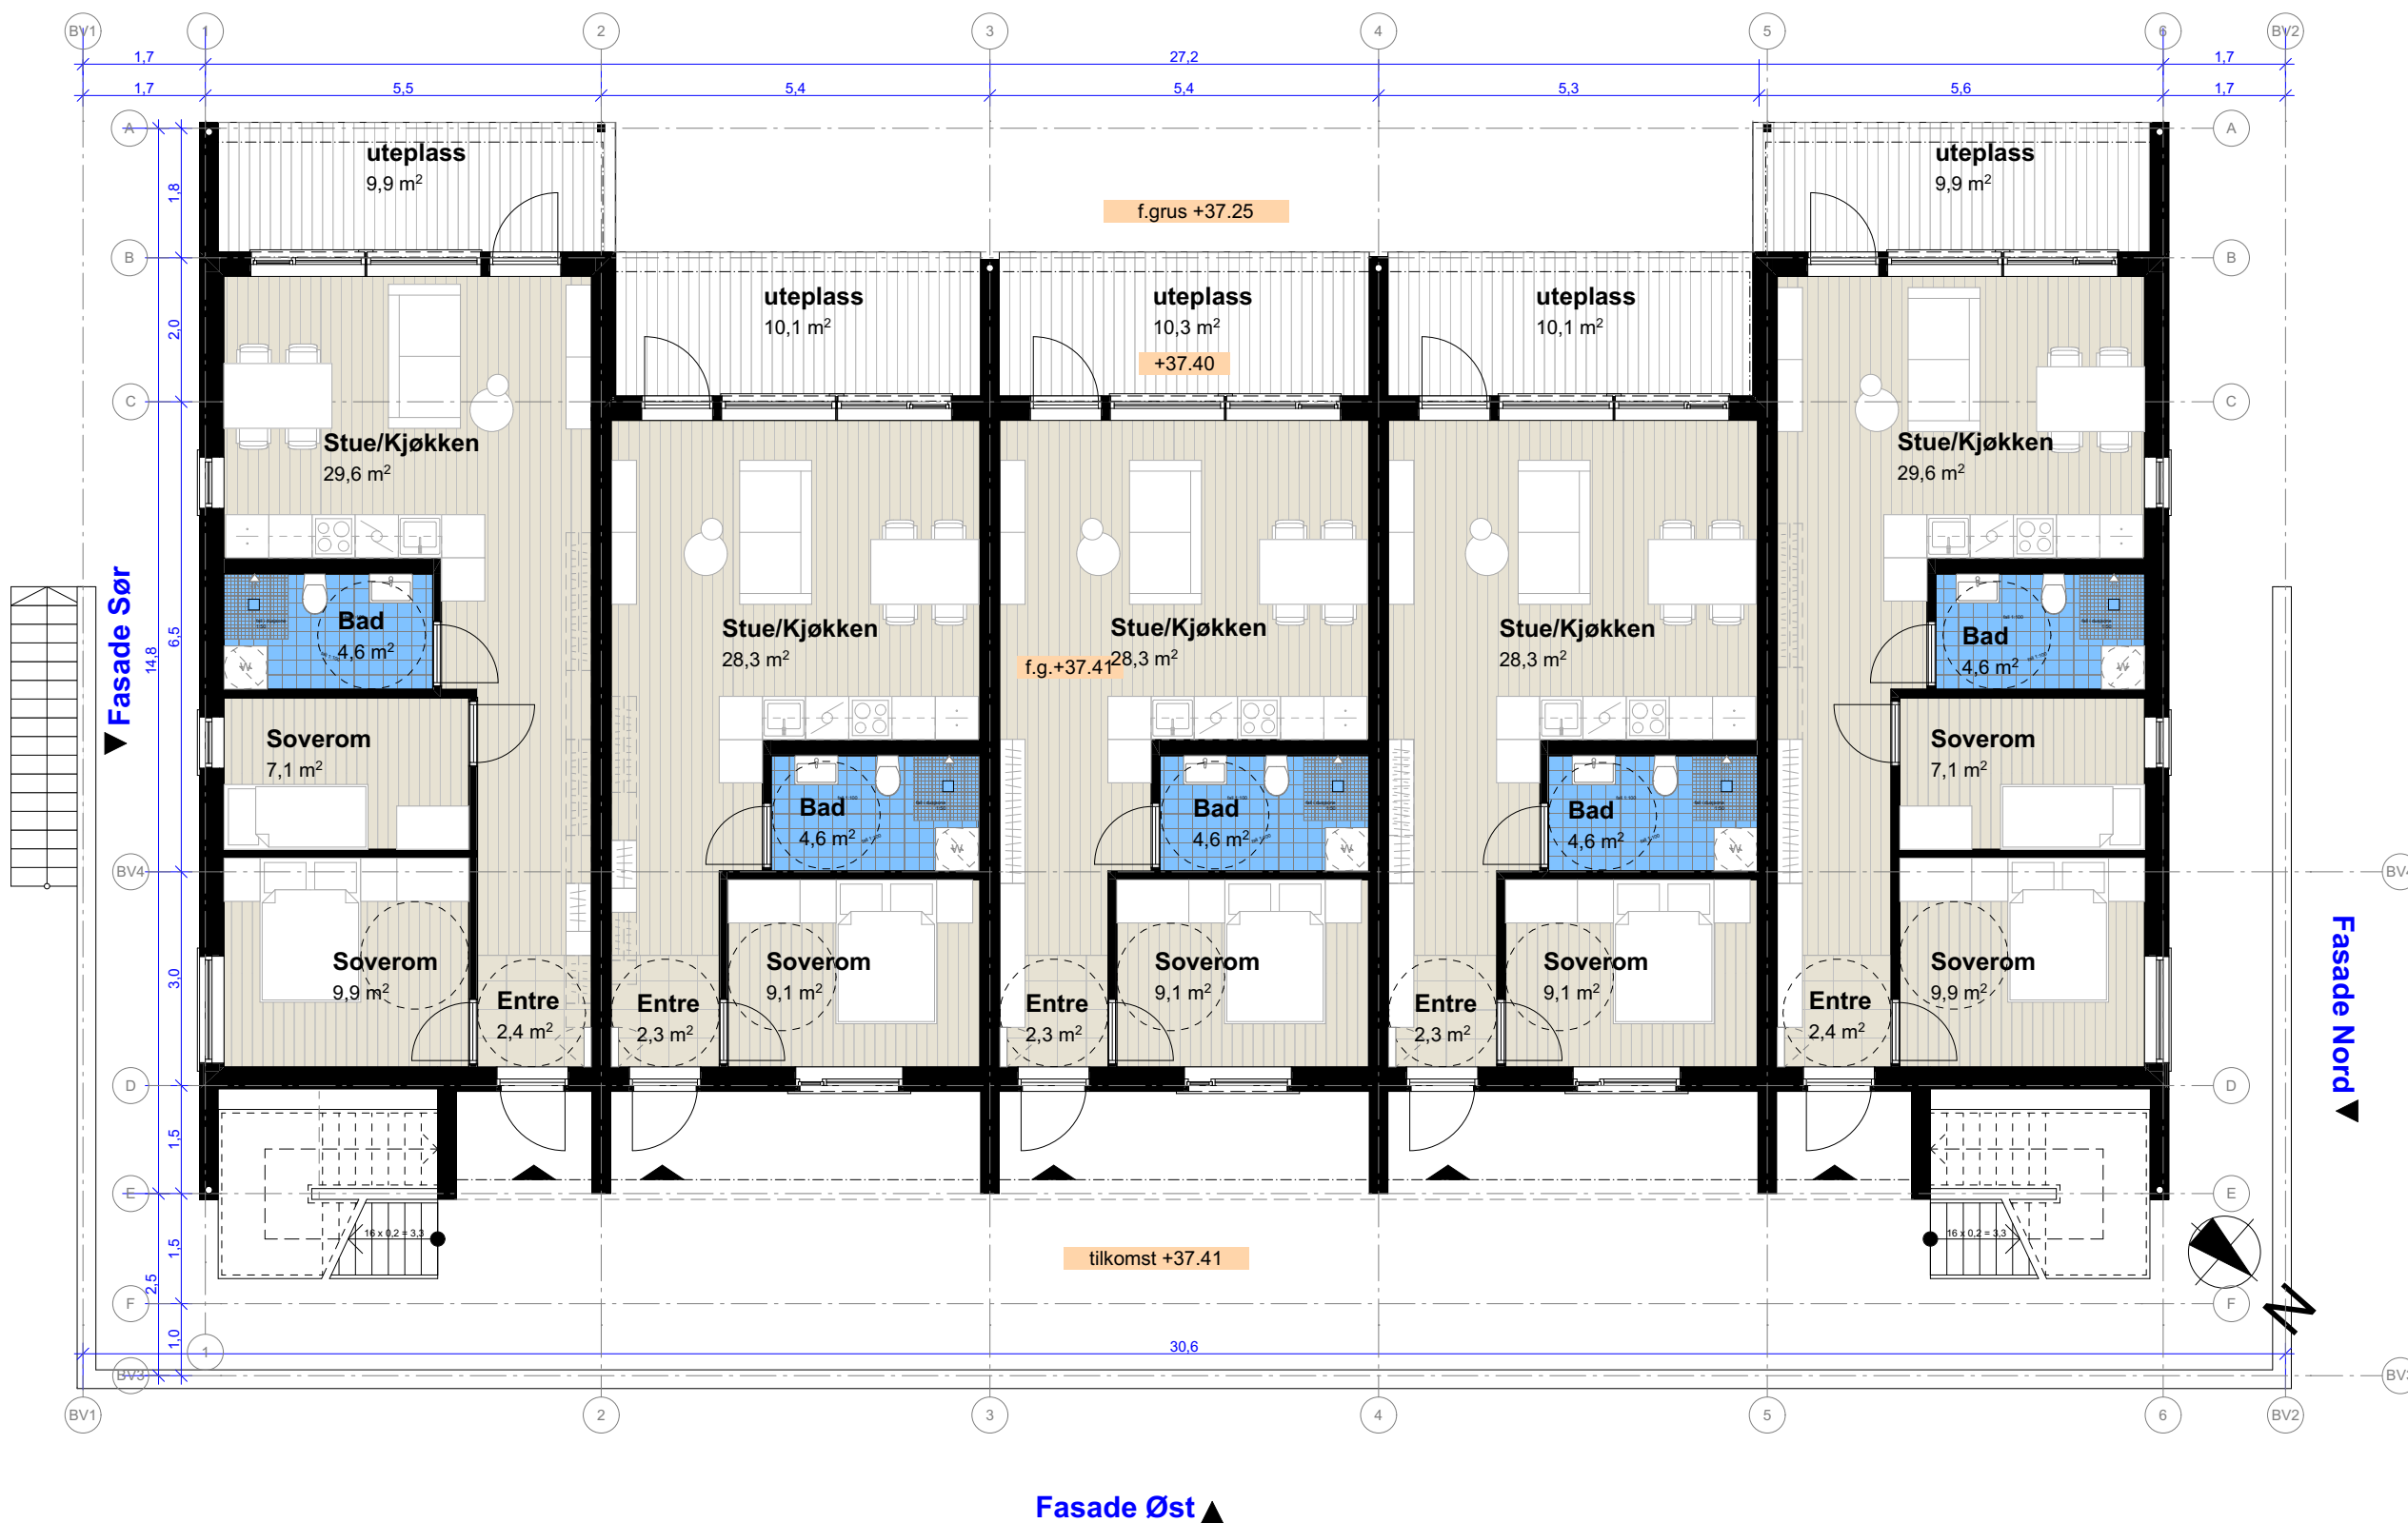 BV1 1 2 3 4 5 6 BV2
1,7 27,2 1,7
1,7 5,5 5,4 5,4 5,3 5,6 1,7
A A
uteplass
9,9 m²
uteplass
9,9 m²
1,8
f.grus +37.25
B B
uteplass
10,1 m²
uteplass
10,3 m²
uteplass
10,1 m²
2,0
+37.40
C C
Stue/Kjøkken
29,6 m²
Stue/Kjøkken
29,6 m²
Fasade Sør
14,8
6,5
Bad
4,6 m²
Stue/Kjøkken
28,3 m²
Stue/Kjøkken
28,3 m²
f.g.+37.41
Stue/Kjøkken
28,3 m²
Bad
4,6 m²
W
W
Soverom
7,1 m²
Soverom
7,1 m²
Bad
4,6 m²
Bad
4,6 m²
Bad
4,6 m²
W
W
W
BV4 BV4
Soverom
9,9 m²
Entre
2,4 m²
Entre
2,3 m²
Soverom
9,1 m²
Entre
2,3 m²
Soverom
9,1 m²
Entre
2,3 m²
Soverom
9,1 m²
Entre
2,4 m²
Soverom
9,9 m²
3,0
Fasade Nord
D D
1,5
E E
16 x 0,2 = 3,3
16 x 0,2 = 3,3
1,5
2,5
tilkomst +37.41
F F
N
1,0
1
30,6
BV3 BV3
BV1 2 3 4 5 6 BV2
Fasade Øst